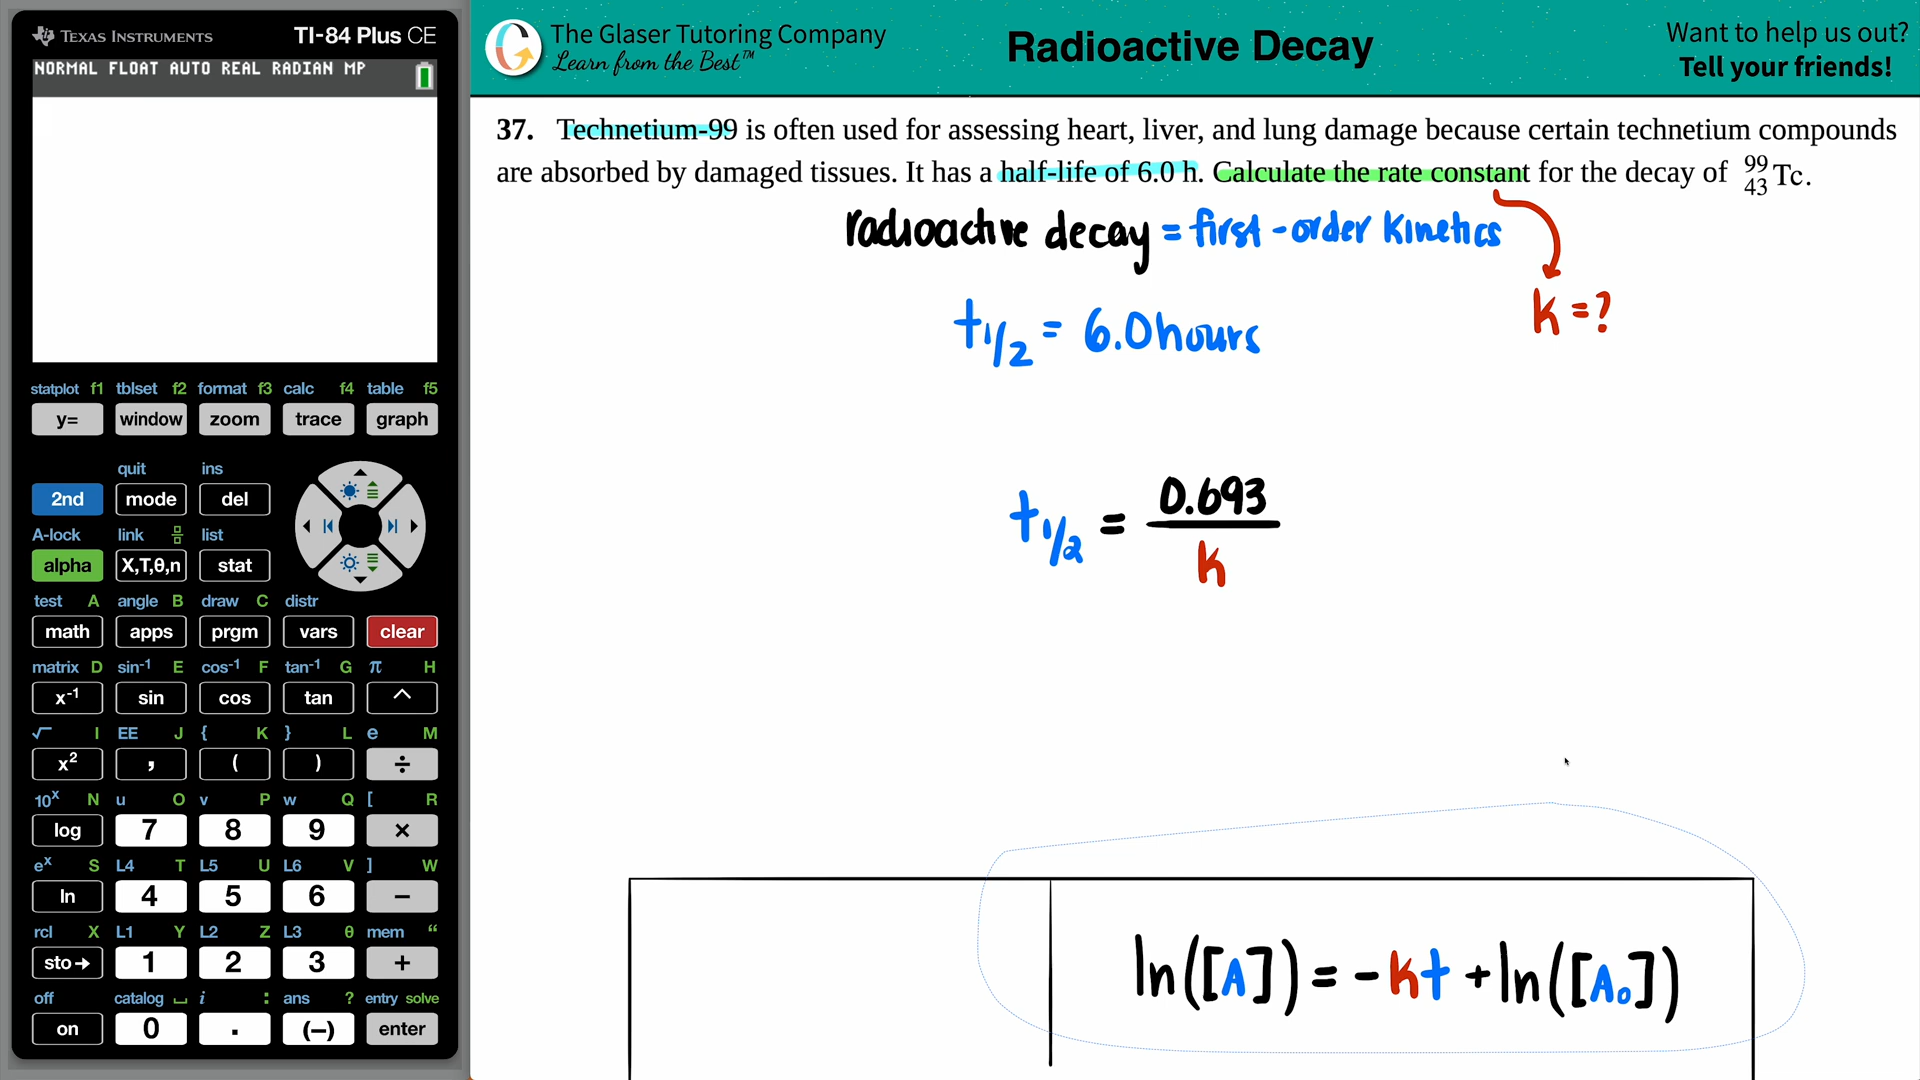 TEXAS INSTRUMENTS TI-84 Plus CE
NORMAL FLOAT AUTO REAL RADIAN MP
statplot f1 tblset f2 format f3 calc f4 table f5
y= window zoom trace graph
quit ins
2nd mode del
A-lock link list
alpha X,T,θ,n stat
test A angle B draw C distr
math apps prgm vars clear
matrix D sin⁻¹ E cos⁻¹ F tan⁻¹ G π H
x⁻¹ sin cos tan ^
√ I EE J { K } L e M
x² , ( ) ÷
10ˣ N u O v P w Q [ R
log 7 8 9 ×
eˣ S L4 T L5 U L6 V ] W
ln 4 5 6 −
rcl X L1 Y L2 Z L3 θ mem “
sto→ 1 2 3 +
off catalog ⎵ i : ans ? entry solve
on 0 . (−) enter
The Glaser Tutoring Company
Learn from the Best™
Radioactive Decay
Want to help us out?
Tell your friends!
37. Technetium-99 is often used for assessing heart, liver, and lung damage because certain technetium compounds
are absorbed by damaged tissues. It has a half-life of 6.0 h. Calculate the rate constant for the decay of ⁹⁹₄₃Tc.
radioactive decay = first-order kinetics
k = ?
t1/2 = 6.0 hours
t1/2 = 0.693 / k
ln([A]) = -kt + ln([A₀])